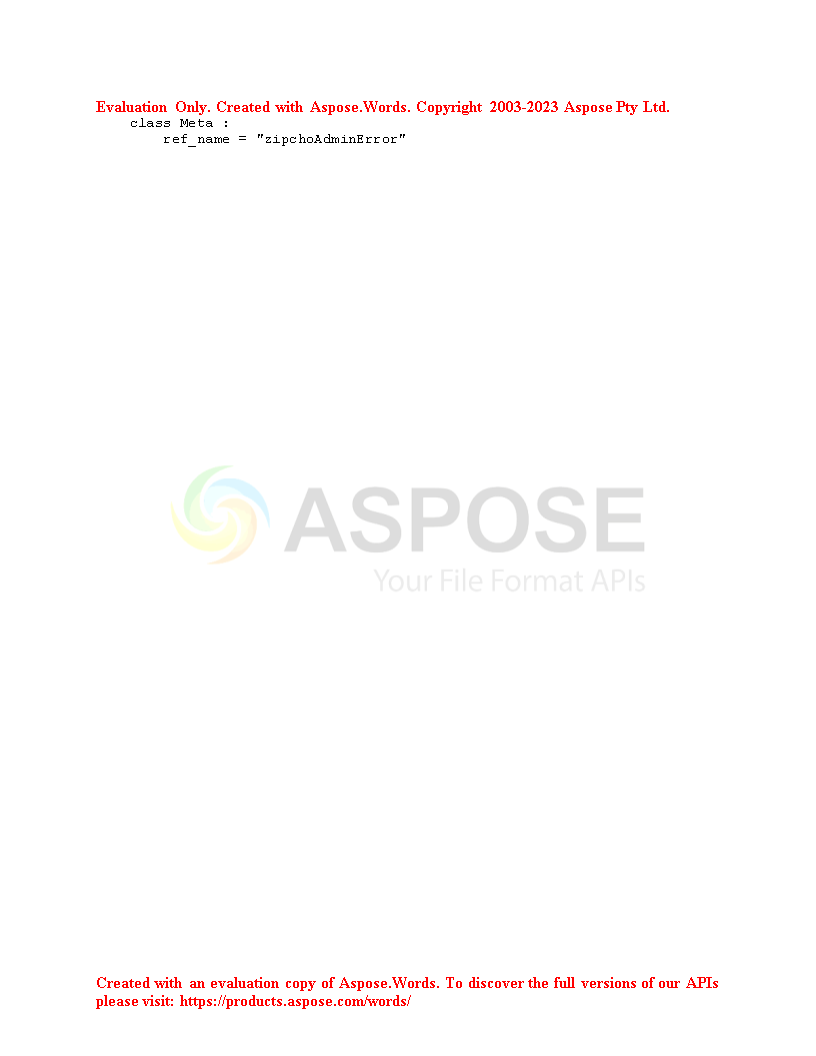 Evaluation Only. Created with Aspose.Words. Copyright 2003-2023 Aspose Pty Ltd.
class Meta :
ref_name = "zipchoAdminError"
ASPOSE
Your File Format APIs
Created with an evaluation copy of Aspose.Words. To discover the full versions of our APIs
please visit: https://products.aspose.com/words/